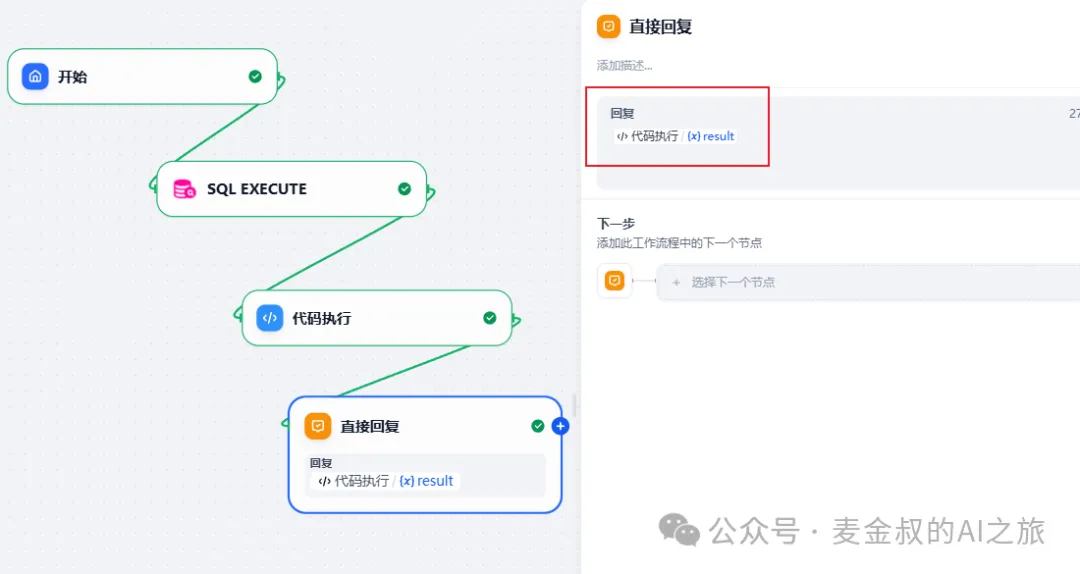 开始
SQL EXECUTE
代码执行
直接回复
回复
代码执行 / (x) result
直接回复
添加描述...
回复
27
代码执行 / (x) result
下一步
添加此工作流程中的下一个节点
+ 选择下一个节点
公众号 · 麦金叔的AI之旅